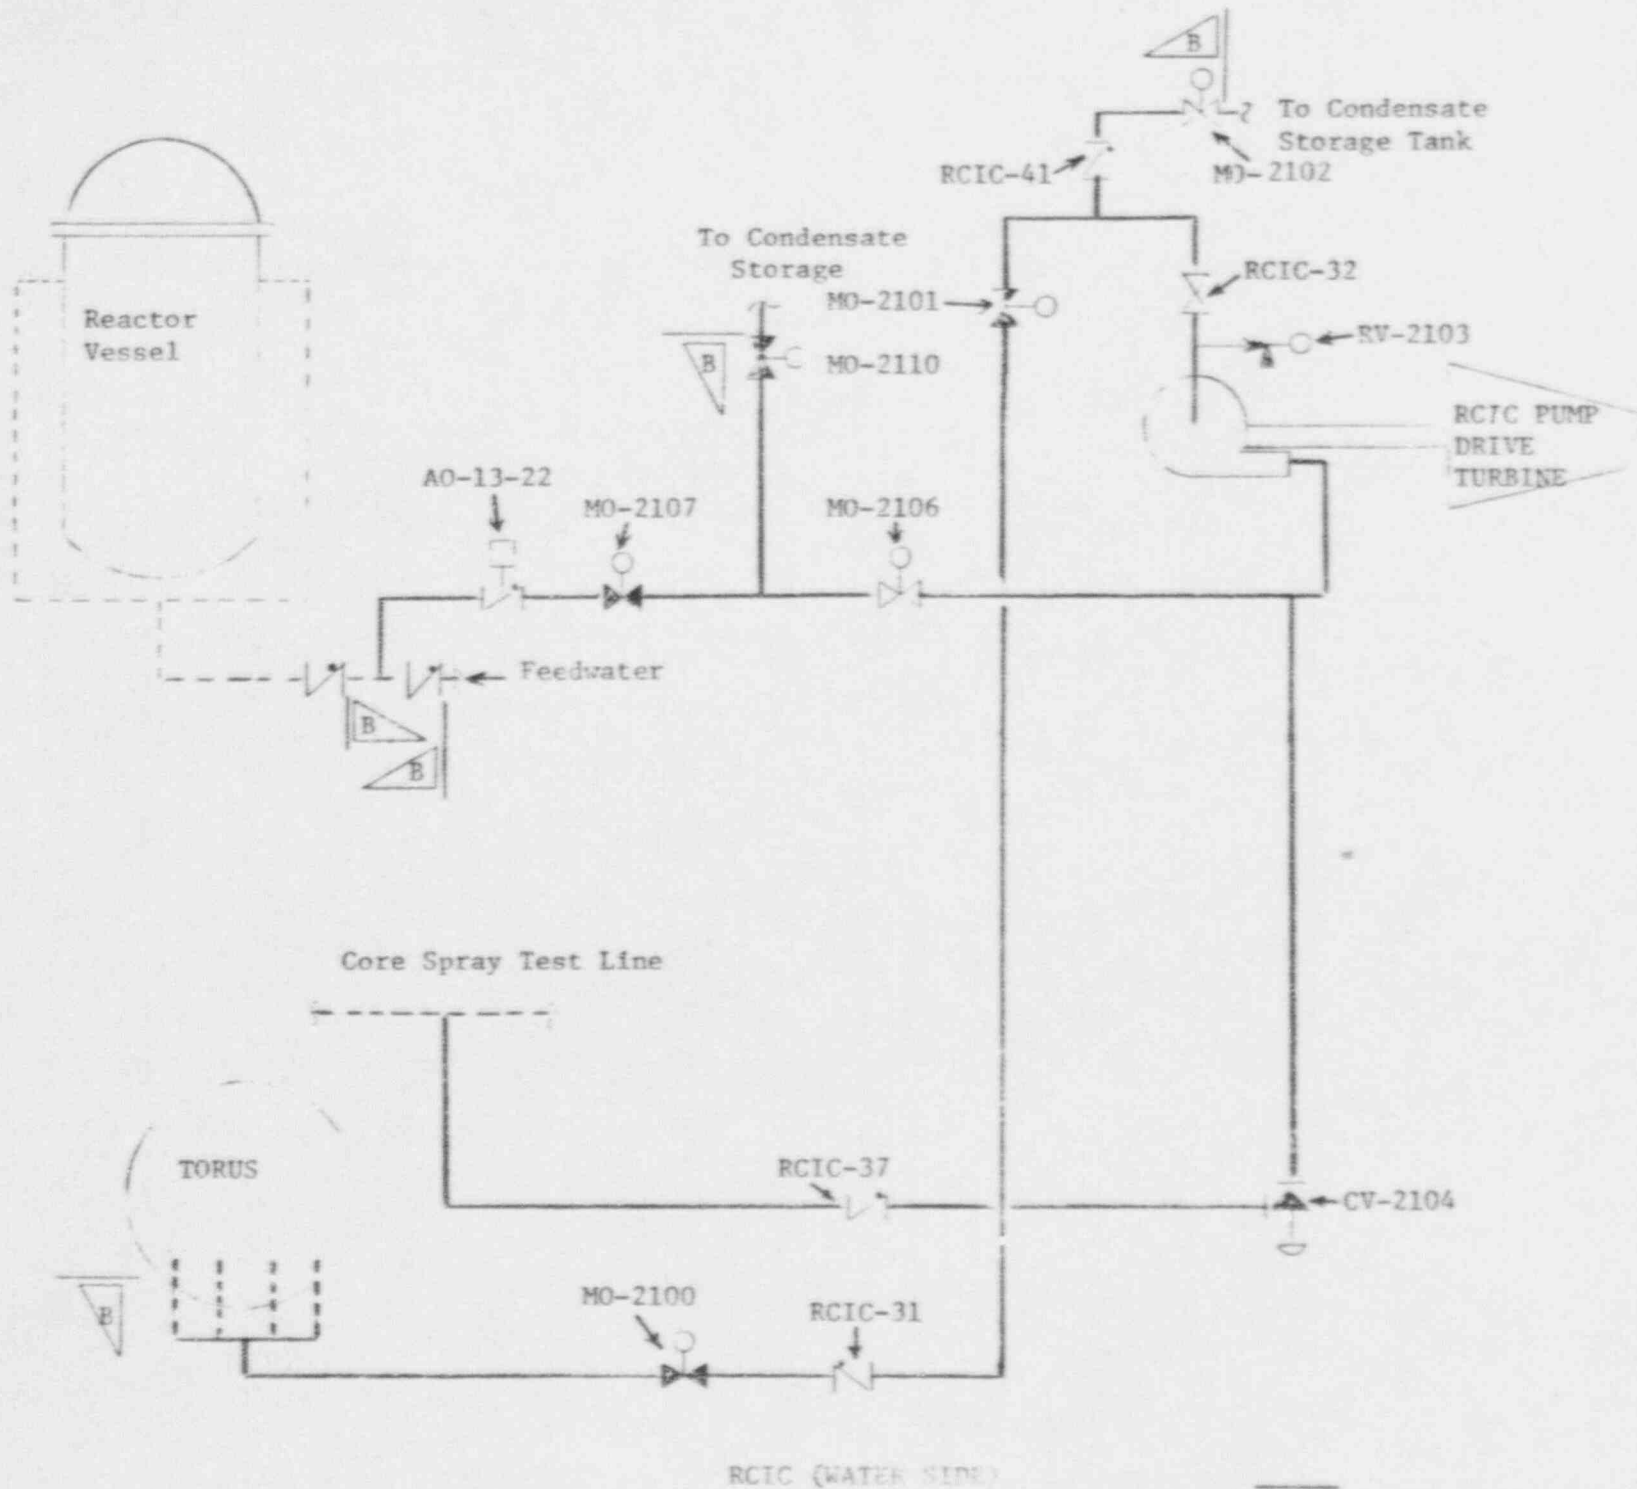 B
To Condensate
Storage Tank
RCIC-41
MO-2102
To Condensate
Storage
RCIC-32
MO-2101
Reactor
Vessel
RV-2103
B
MO-2110
RCIC PUMP
DRIVE
TURBINE
AO-13-22
MO-2107
MO-2106
Feedwater
B
B
Core Spray Test Line
TORUS
RCIC-37
CV-2104
MO-2100
RCIC-31
B
RCIC (WATER SIDE)